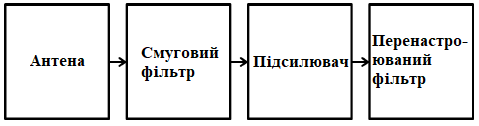 Антена
Смуговий
фільтр
Підсилювач
Перенастро-
юваний
фільтр